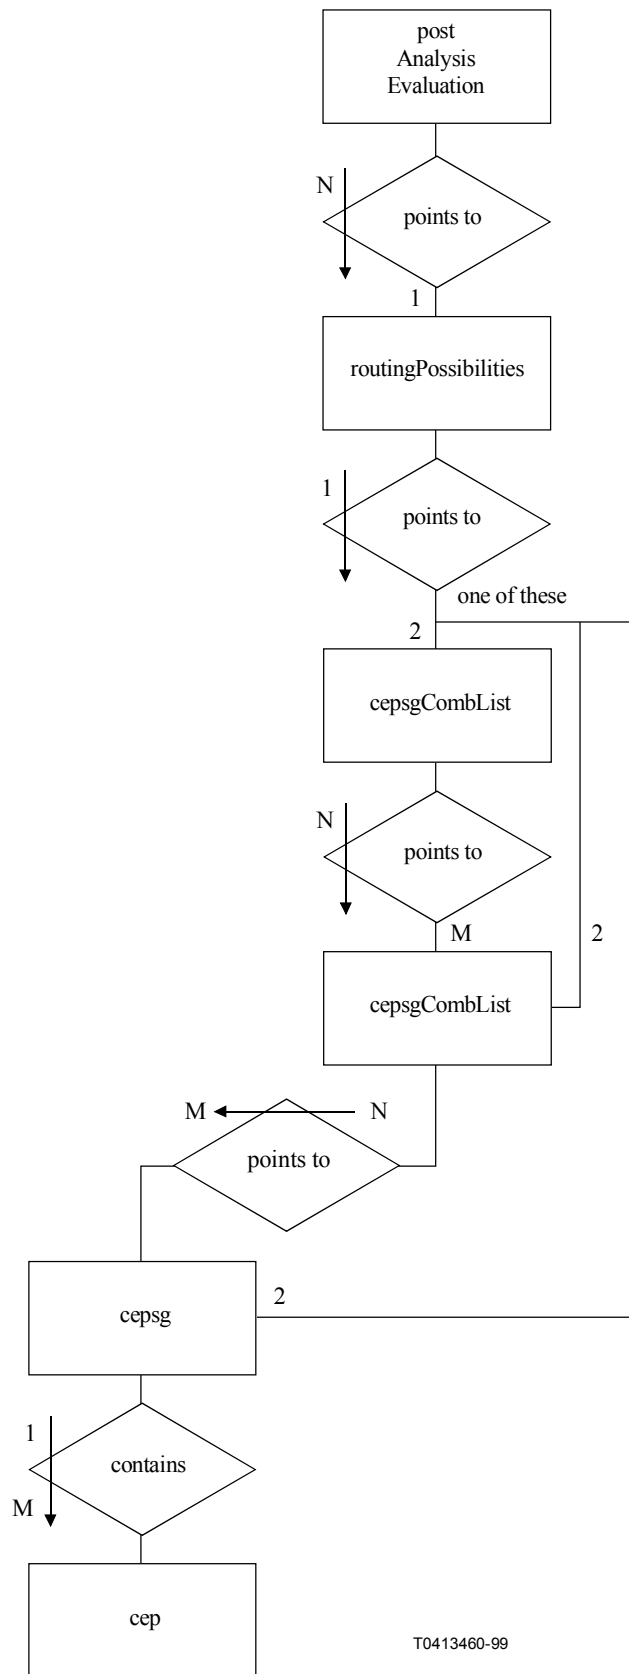 post
Analysis
Evaluation
N
points to
1
routingPossibilities
1
points to
one of these
2
cepsgCombList
N
points to
M
2
cepsgCombList
M
N
points to
2
cepsg
1
contains
M
cep
T0413460-99